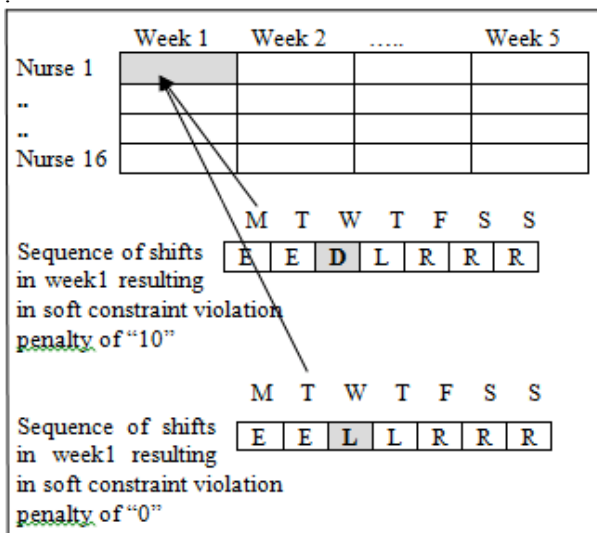 Week 1 Week 2 ..... Week 5
Nurse 1
..
..
Nurse 16
M T W T F S S
Sequence of shifts E E D L R R R
in week1 resulting
in soft constraint violation
penalty of “10”
M T W T F S S
Sequence of shifts E E L L R R R
in week1 resulting
in soft constraint violation
penalty of “0”